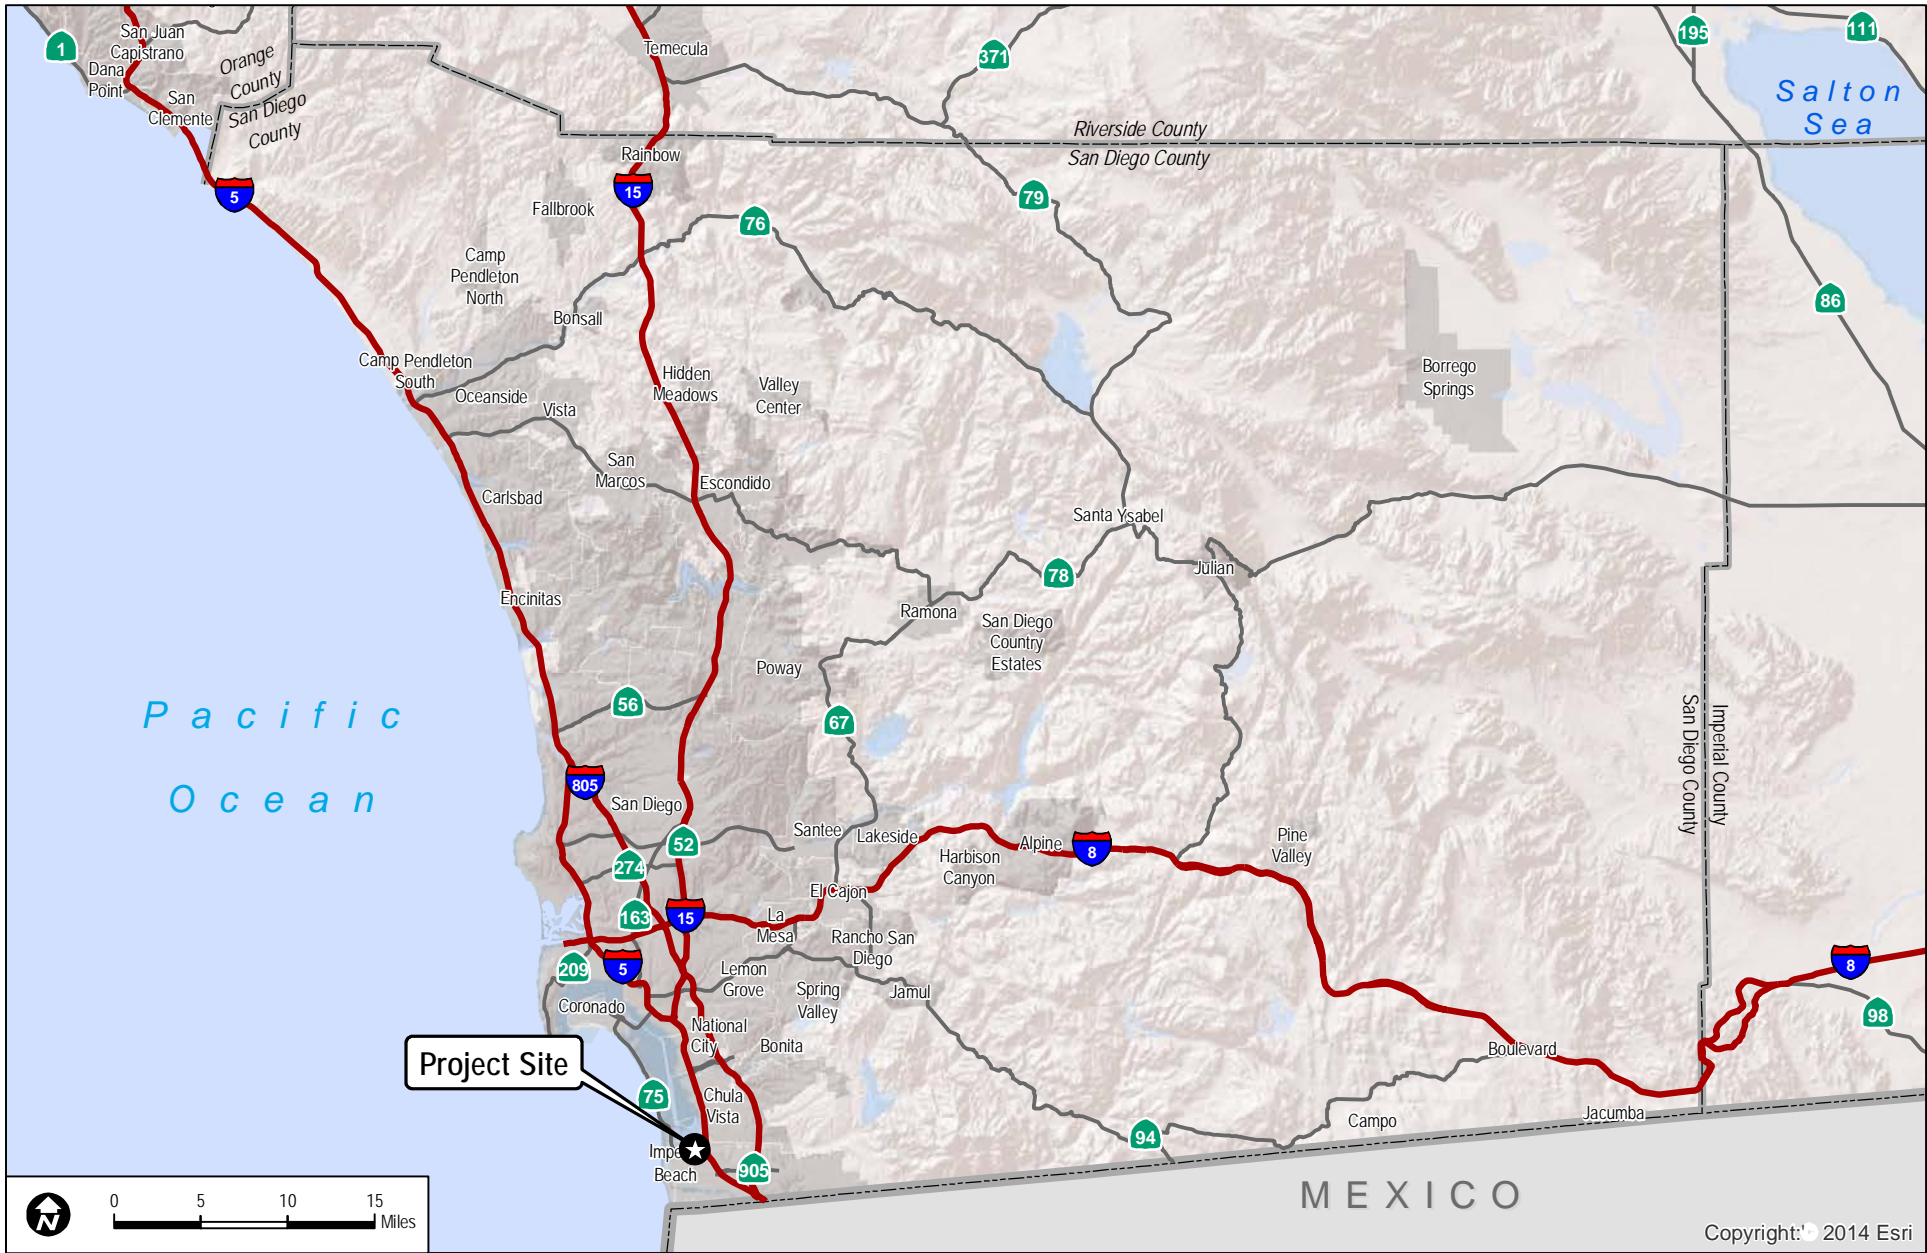 1
San Juan
Capistrano
Dana
Point
San
Clemente
Orange
County
San Diego
County
Temecula
371
195
111
Salton
Sea
Riverside County
San Diego County
Rainbow
5
15
Fallbrook
76
79
Camp
Pendleton
North
86
Bonsall
Camp Pendleton
South
Oceanside
Vista
Hidden
Meadows
Valley
Center
Borrego
Springs
San
Marcos
Escondido
Carlsbad
Santa Ysabel
78
Julian
Encinitas
Ramona
San Diego
Country
Estates
Poway
56
67
Pacific
Ocean
San Diego County
Imperial County
805
San Diego
52
Santee
Lakeside
274
Alpine
8
Pine
Valley
Harbison
Canyon
El Cajon
163
15
La
Mesa
Rancho San
Diego
209
5
Lemon
Grove
Spring
Valley
Jamul
8
98
Coronado
National
City
Bonita
Boulevard
Project Site
75
Chula
Vista
94
Campo
Jacumba
Beach
905
MEXICO
N
0 5 10 15
Miles
Copyright: 2014 Esri